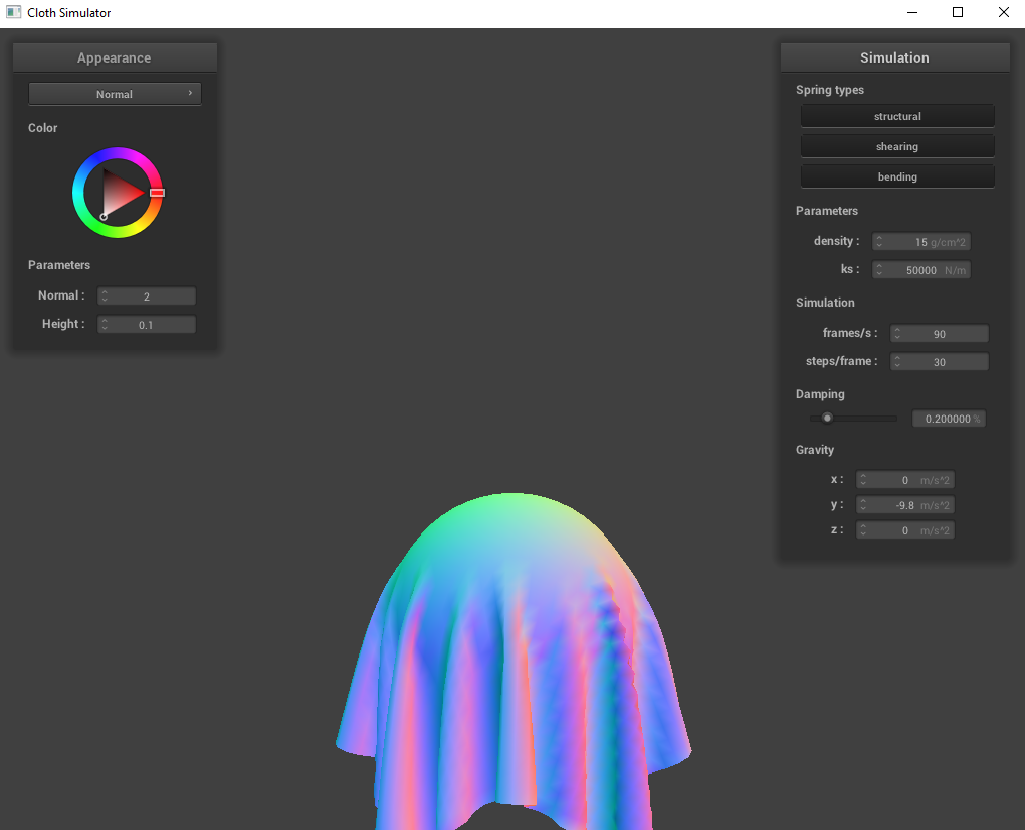 Cloth Simulator
Appearance
Normal
Color
Parameters
Normal :
2
Height :
0.1
Simulation
Spring types
structural
shearing
bending
Parameters
density :
15 g/cm^2
ks :
50000 N/m
Simulation
frames/s :
90
steps/frame :
30
Damping
0.200000 %
Gravity
x :
0 m/s^2
y :
-9.8 m/s^2
z :
0 m/s^2